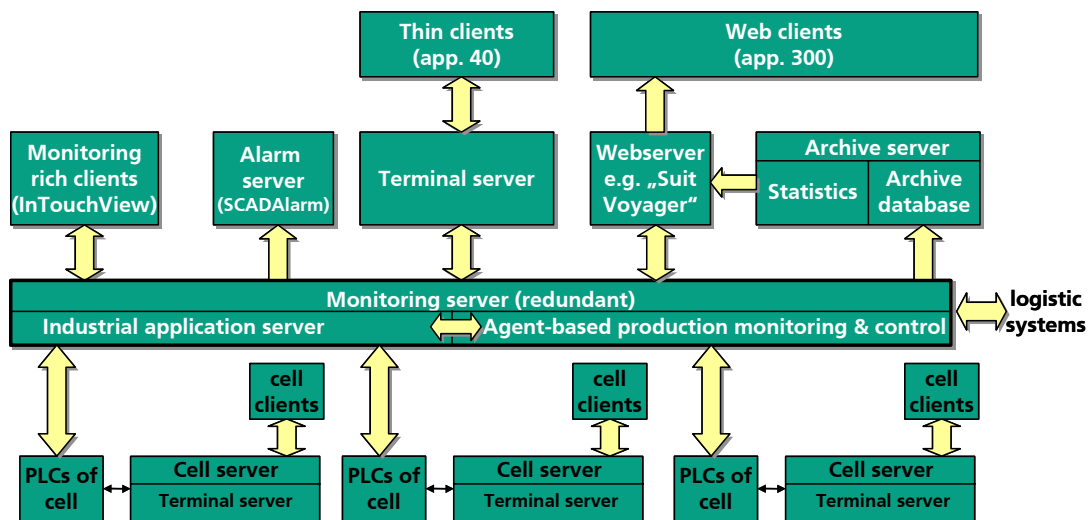 Thin clients
(app. 40)
Web clients
(app. 300)
Monitoring
rich clients
(InTouchView)
Alarm
server
(SCADAlarm)
Terminal server
Webserver
e.g. „Suit
Voyager“
Archive server
Statistics
Archive
database
Monitoring server (redundant)
Industrial application server
Agent-based production monitoring & control
logistic
systems
cell
clients
cell
clients
cell
clients
PLCs of
cell
Cell server
Terminal server
PLCs of
cell
Cell server
Terminal server
PLCs of
cell
Cell server
Terminal server